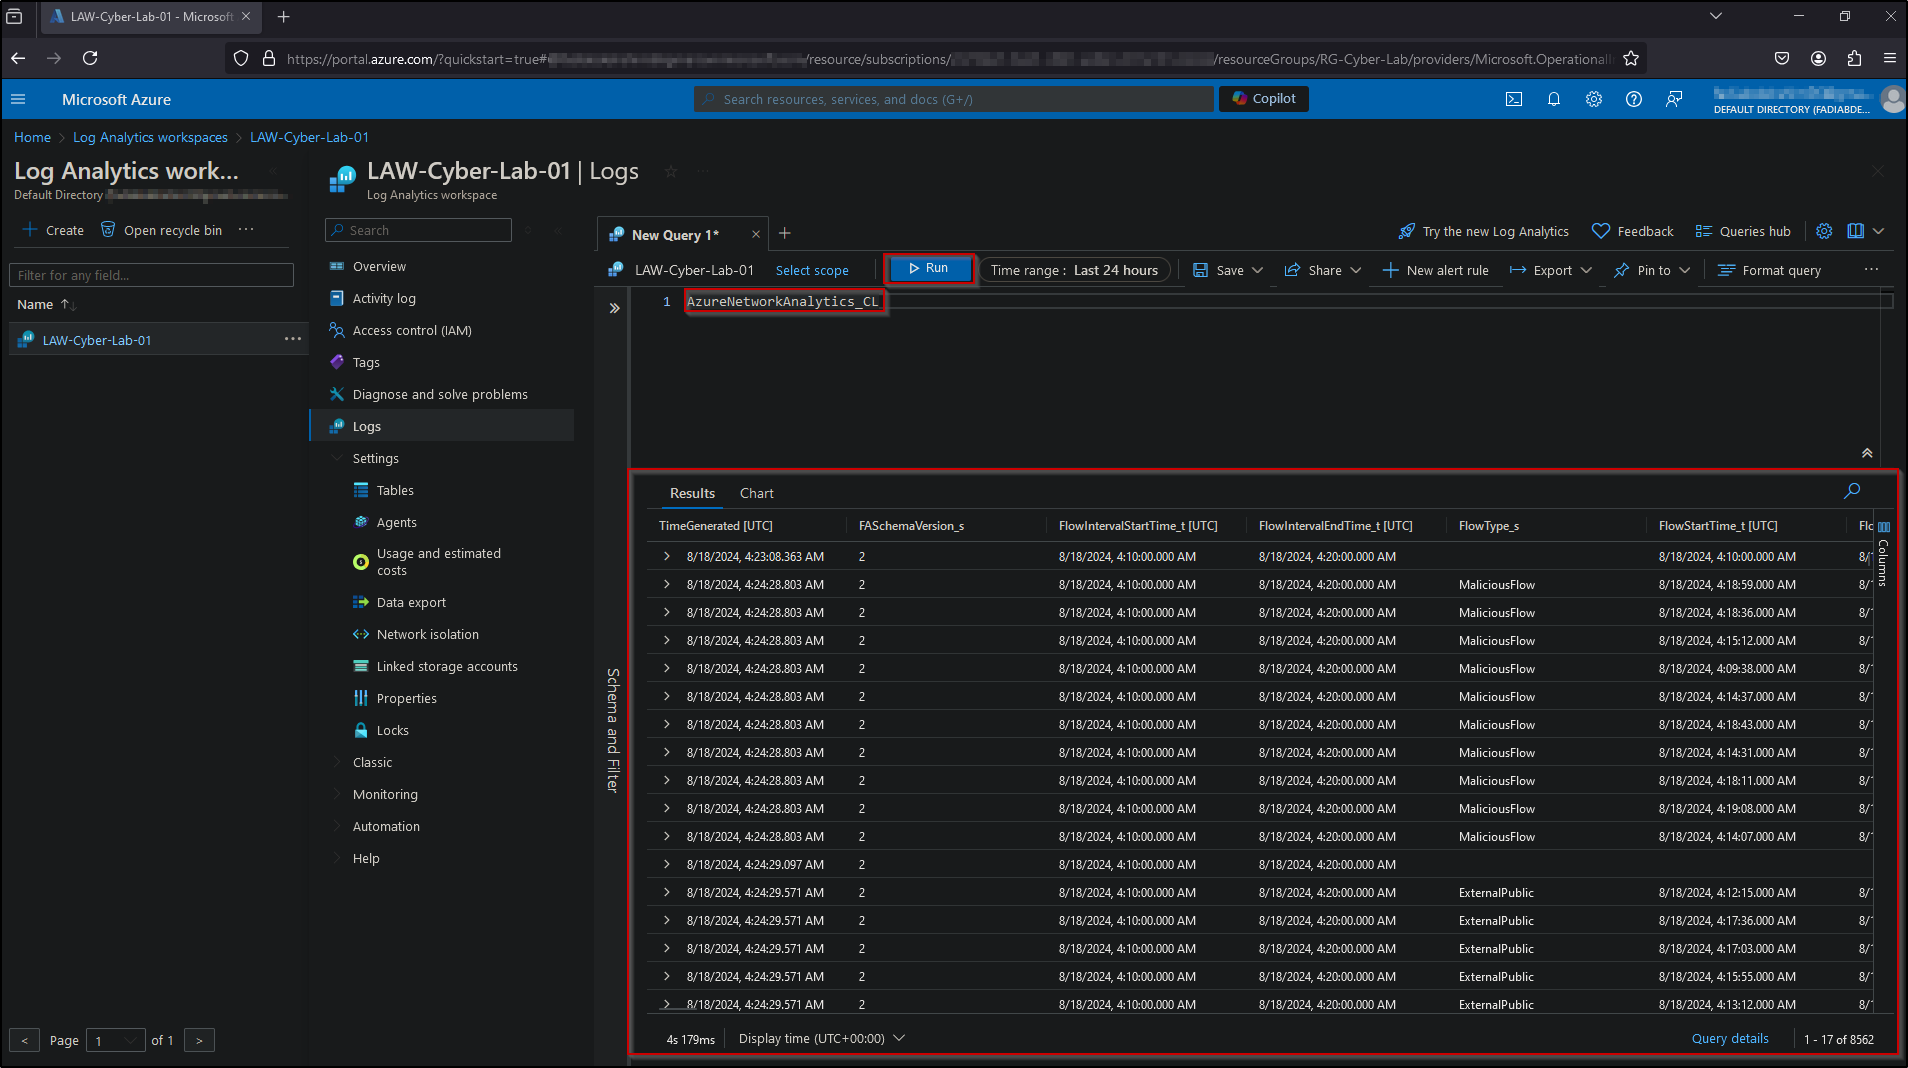 LAW-Cyber-Lab-01 - Microsoft
https://portal.azure.com/?quickstart=true#
/resource/subscriptions/
/resourceGroups/RG-Cyber-Lab/providers/Microsoft.OperationalI
Microsoft Azure
Search resources, services, and docs (G+/)
Copilot
DEFAULT DIRECTORY (FADIABDE...
Home > Log Analytics workspaces > LAW-Cyber-Lab-01
Log Analytics work...
Default Directory
Create
Open recycle bin
Filter for any field...
Name ↑↓
LAW-Cyber-Lab-01
< Page 1 of 1 >
LAW-Cyber-Lab-01 | Logs
Log Analytics workspace
Search
Overview
Activity log
Access control (IAM)
Tags
Diagnose and solve problems
Logs
Settings
Tables
Agents
Usage and estimated
costs
Data export
Network isolation
Linked storage accounts
Properties
Locks
Classic
Monitoring
Automation
Help
New Query 1*
Try the new Log Analytics
Feedback
Queries hub
LAW-Cyber-Lab-01
Select scope
Run
Time range : Last 24 hours
Save
Share
New alert rule
Export
Pin to
Format query
Schema and Filter
1 AzureNetworkAnalytics_CL
Results Chart
TimeGenerated [UTC] FASchemaVersion_s FlowIntervalStartTime_t [UTC] FlowIntervalEndTime_t [UTC] FlowType_s FlowStartTime_t [UTC] Flc
8/18/2024, 4:23:08.363 AM 2 8/18/2024, 4:10:00.000 AM 8/18/2024, 4:20:00.000 AM 8/18/2024, 4:10:00.000 AM 8/1
8/18/2024, 4:24:28.803 AM 2 8/18/2024, 4:10:00.000 AM 8/18/2024, 4:20:00.000 AM MaliciousFlow 8/18/2024, 4:18:59.000 AM 8/1
8/18/2024, 4:24:28.803 AM 2 8/18/2024, 4:10:00.000 AM 8/18/2024, 4:20:00.000 AM MaliciousFlow 8/18/2024, 4:18:36.000 AM 8/1
8/18/2024, 4:24:28.803 AM 2 8/18/2024, 4:10:00.000 AM 8/18/2024, 4:20:00.000 AM MaliciousFlow 8/18/2024, 4:15:12.000 AM 8/1
8/18/2024, 4:24:28.803 AM 2 8/18/2024, 4:10:00.000 AM 8/18/2024, 4:20:00.000 AM MaliciousFlow 8/18/2024, 4:09:38.000 AM 8/1
8/18/2024, 4:24:28.803 AM 2 8/18/2024, 4:10:00.000 AM 8/18/2024, 4:20:00.000 AM MaliciousFlow 8/18/2024, 4:14:37.000 AM 8/1
8/18/2024, 4:24:28.803 AM 2 8/18/2024, 4:10:00.000 AM 8/18/2024, 4:20:00.000 AM MaliciousFlow 8/18/2024, 4:18:43.000 AM 8/1
8/18/2024, 4:24:28.803 AM 2 8/18/2024, 4:10:00.000 AM 8/18/2024, 4:20:00.000 AM MaliciousFlow 8/18/2024, 4:14:31.000 AM 8/1
8/18/2024, 4:24:28.803 AM 2 8/18/2024, 4:10:00.000 AM 8/18/2024, 4:20:00.000 AM MaliciousFlow 8/18/2024, 4:18:11.000 AM 8/1
8/18/2024, 4:24:28.803 AM 2 8/18/2024, 4:10:00.000 AM 8/18/2024, 4:20:00.000 AM MaliciousFlow 8/18/2024, 4:19:08.000 AM 8/1
8/18/2024, 4:24:28.803 AM 2 8/18/2024, 4:10:00.000 AM 8/18/2024, 4:20:00.000 AM MaliciousFlow 8/18/2024, 4:14:07.000 AM 8/1
8/18/2024, 4:24:29.097 AM 2 8/18/2024, 4:10:00.000 AM 8/18/2024, 4:20:00.000 AM
8/18/2024, 4:24:29.571 AM 2 8/18/2024, 4:10:00.000 AM 8/18/2024, 4:20:00.000 AM ExternalPublic 8/18/2024, 4:12:15.000 AM 8/1
8/18/2024, 4:24:29.571 AM 2 8/18/2024, 4:10:00.000 AM 8/18/2024, 4:20:00.000 AM ExternalPublic 8/18/2024, 4:17:36.000 AM 8/1
8/18/2024, 4:24:29.571 AM 2 8/18/2024, 4:10:00.000 AM 8/18/2024, 4:20:00.000 AM ExternalPublic 8/18/2024, 4:17:03.000 AM 8/1
8/18/2024, 4:24:29.571 AM 2 8/18/2024, 4:10:00.000 AM 8/18/2024, 4:20:00.000 AM ExternalPublic 8/18/2024, 4:15:55.000 AM 8/1
8/18/2024, 4:24:29.571 AM 2 8/18/2024, 4:10:00.000 AM 8/18/2024, 4:20:00.000 AM ExternalPublic 8/18/2024, 4:13:12.000 AM 8/1
Columns
4s 179ms
Display time (UTC+00:00)
Query details
1 - 17 of 8562